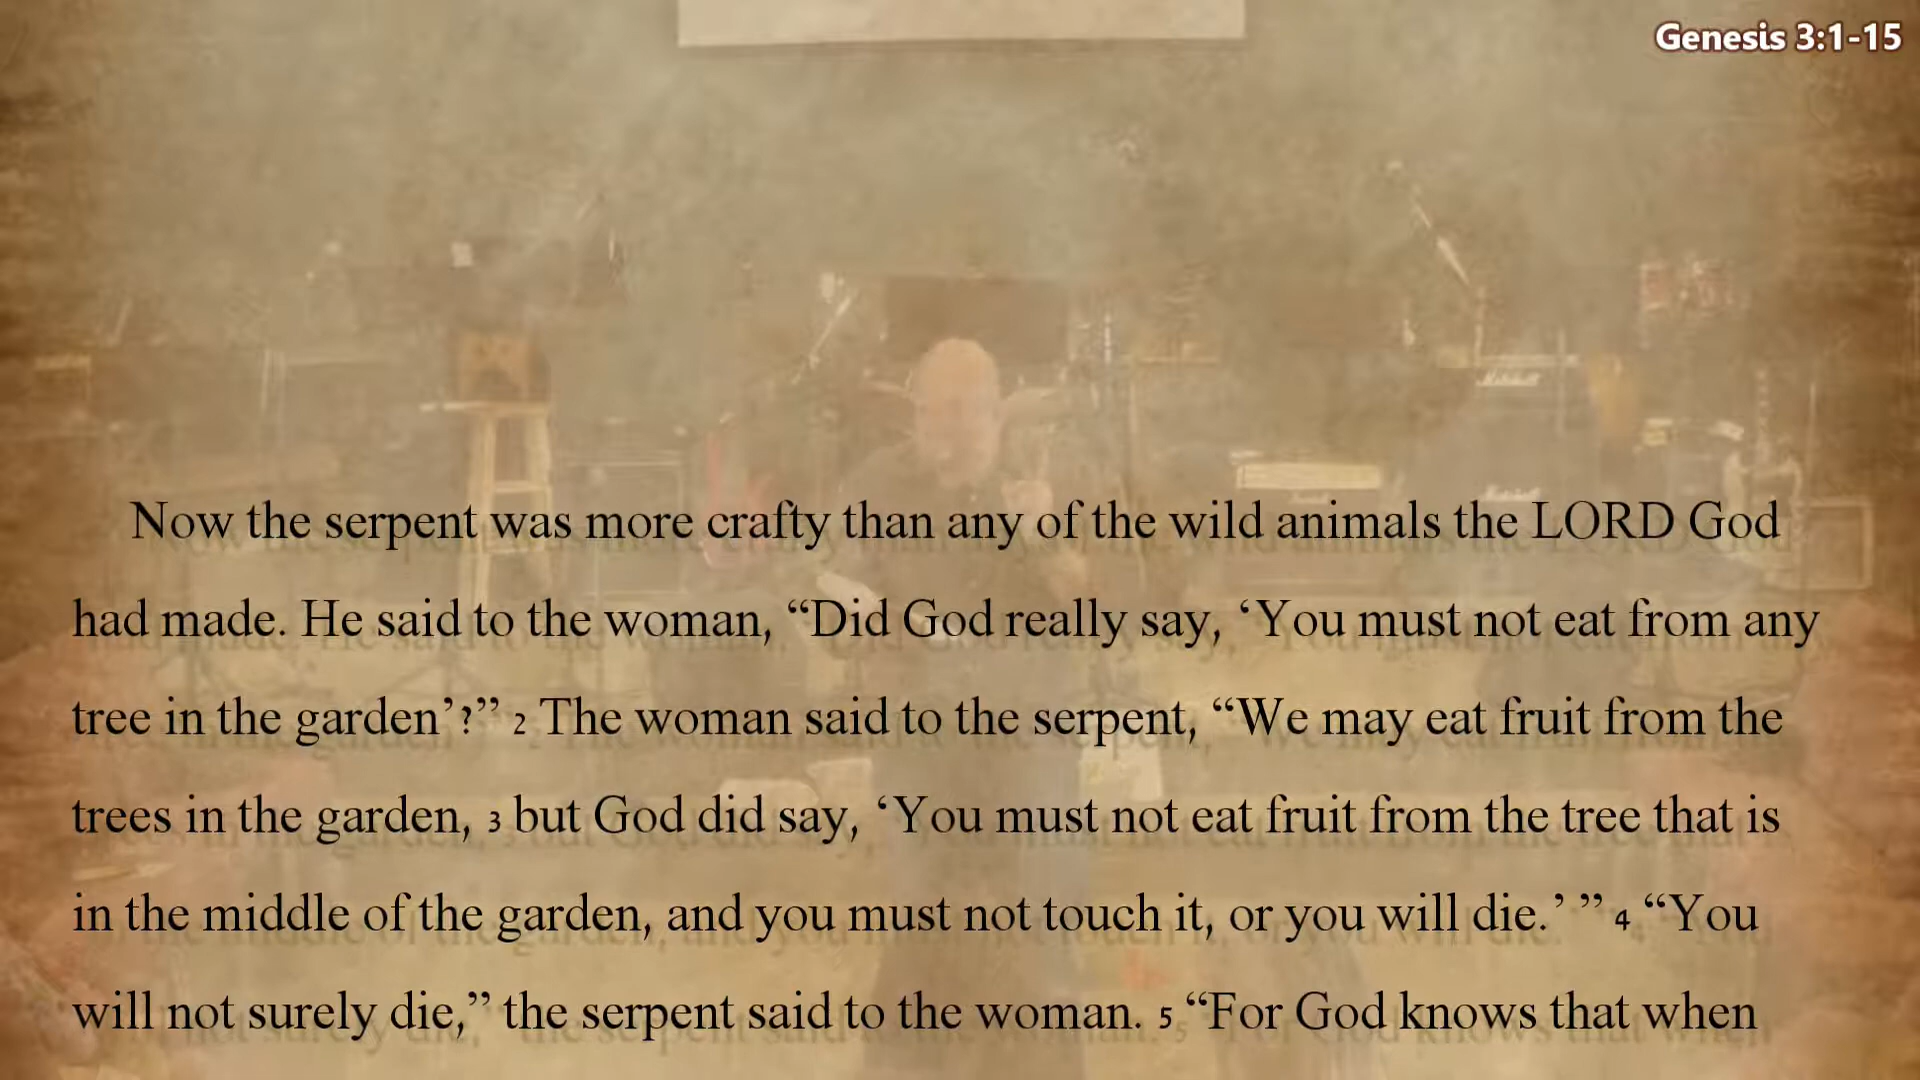 Genesis 3:1-15
Marshall
Now the serpent was more crafty than any of the wild animals the LORD God
had made. He said to the woman, “Did God really say, ‘You must not eat from any
tree in the garden’?” 2 The woman said to the serpent, “We may eat fruit from the
trees in the garden, 3 but God did say, ‘You must not eat fruit from the tree that is
in the middle of the garden, and you must not touch it, or you will die.’ ” 4 “You
will not surely die,” the serpent said to the woman. 5 “For God knows that when